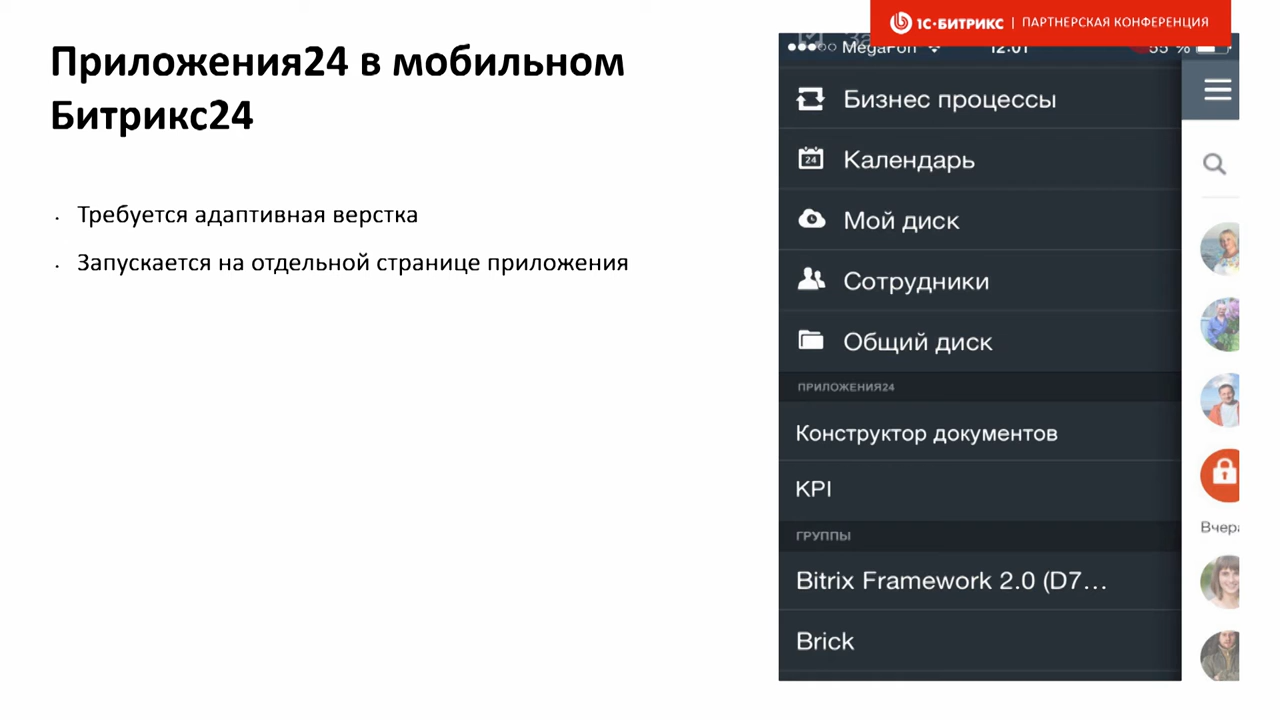 1С·БИТРИКС | ПАРТНЕРСКАЯ КОНФЕРЕНЦИЯ
Приложения24 в мобильном
Битрикс24
· Требуется адаптивная верстка
· Запускается на отдельной странице приложения
MegaFon 12:01 55 %
Бизнес процессы
24 Календарь
Мой диск
Сотрудники
Общий диск
ПРИЛОЖЕНИЯ24
Конструктор документов
KPI
ГРУППЫ
Bitrix Framework 2.0 (D7...
Brick
Вчера